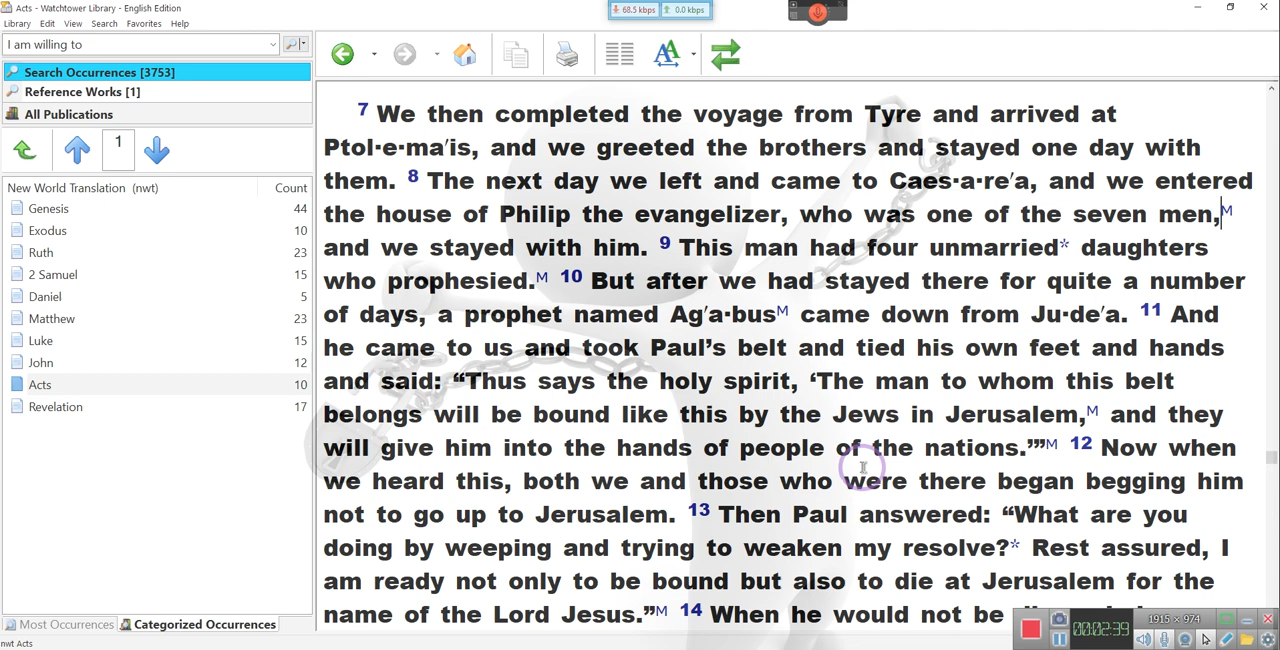 Acts - Watchtower Library - English Edition
68.5 kbps 0.0 kbps
Library Edit View Search Favorites Help
I am willing to
Search Occurrences [3753]
Reference Works [1]
All Publications
1
New World Translation (nwt) Count
Genesis 44
Exodus 10
Ruth 23
2 Samuel 15
Daniel 5
Matthew 23
Luke 15
John 12
Acts 10
Revelation 17
Most Occurrences Categorized Occurrences
nwt Acts
7 We then completed the voyage from Tyre and arrived at
Ptol·e·maʹis, and we greeted the brothers and stayed one day with
them. 8 The next day we left and came to Caes·a·reʹa, and we entered
the house of Philip the evangelizer, who was one of the seven men,M
and we stayed with him. 9 This man had four unmarried* daughters
who prophesied.M 10 But after we had stayed there for quite a number
of days, a prophet named Agʹa·busM came down from Ju·deʹa. 11 And
he came to us and took Paul’s belt and tied his own feet and hands
and said: “Thus says the holy spirit, ‘The man to whom this belt
belongs will be bound like this by the Jews in Jerusalem,M and they
will give him into the hands of people of the nations.’”M 12 Now when
we heard this, both we and those who were there began begging him
not to go up to Jerusalem. 13 Then Paul answered: “What are you
doing by weeping and trying to weaken my resolve?* Rest assured, I
am ready not only to be bound but also to die at Jerusalem for the
name of the Lord Jesus.”M 14 When he would not be
00:02:39
1915 × 974